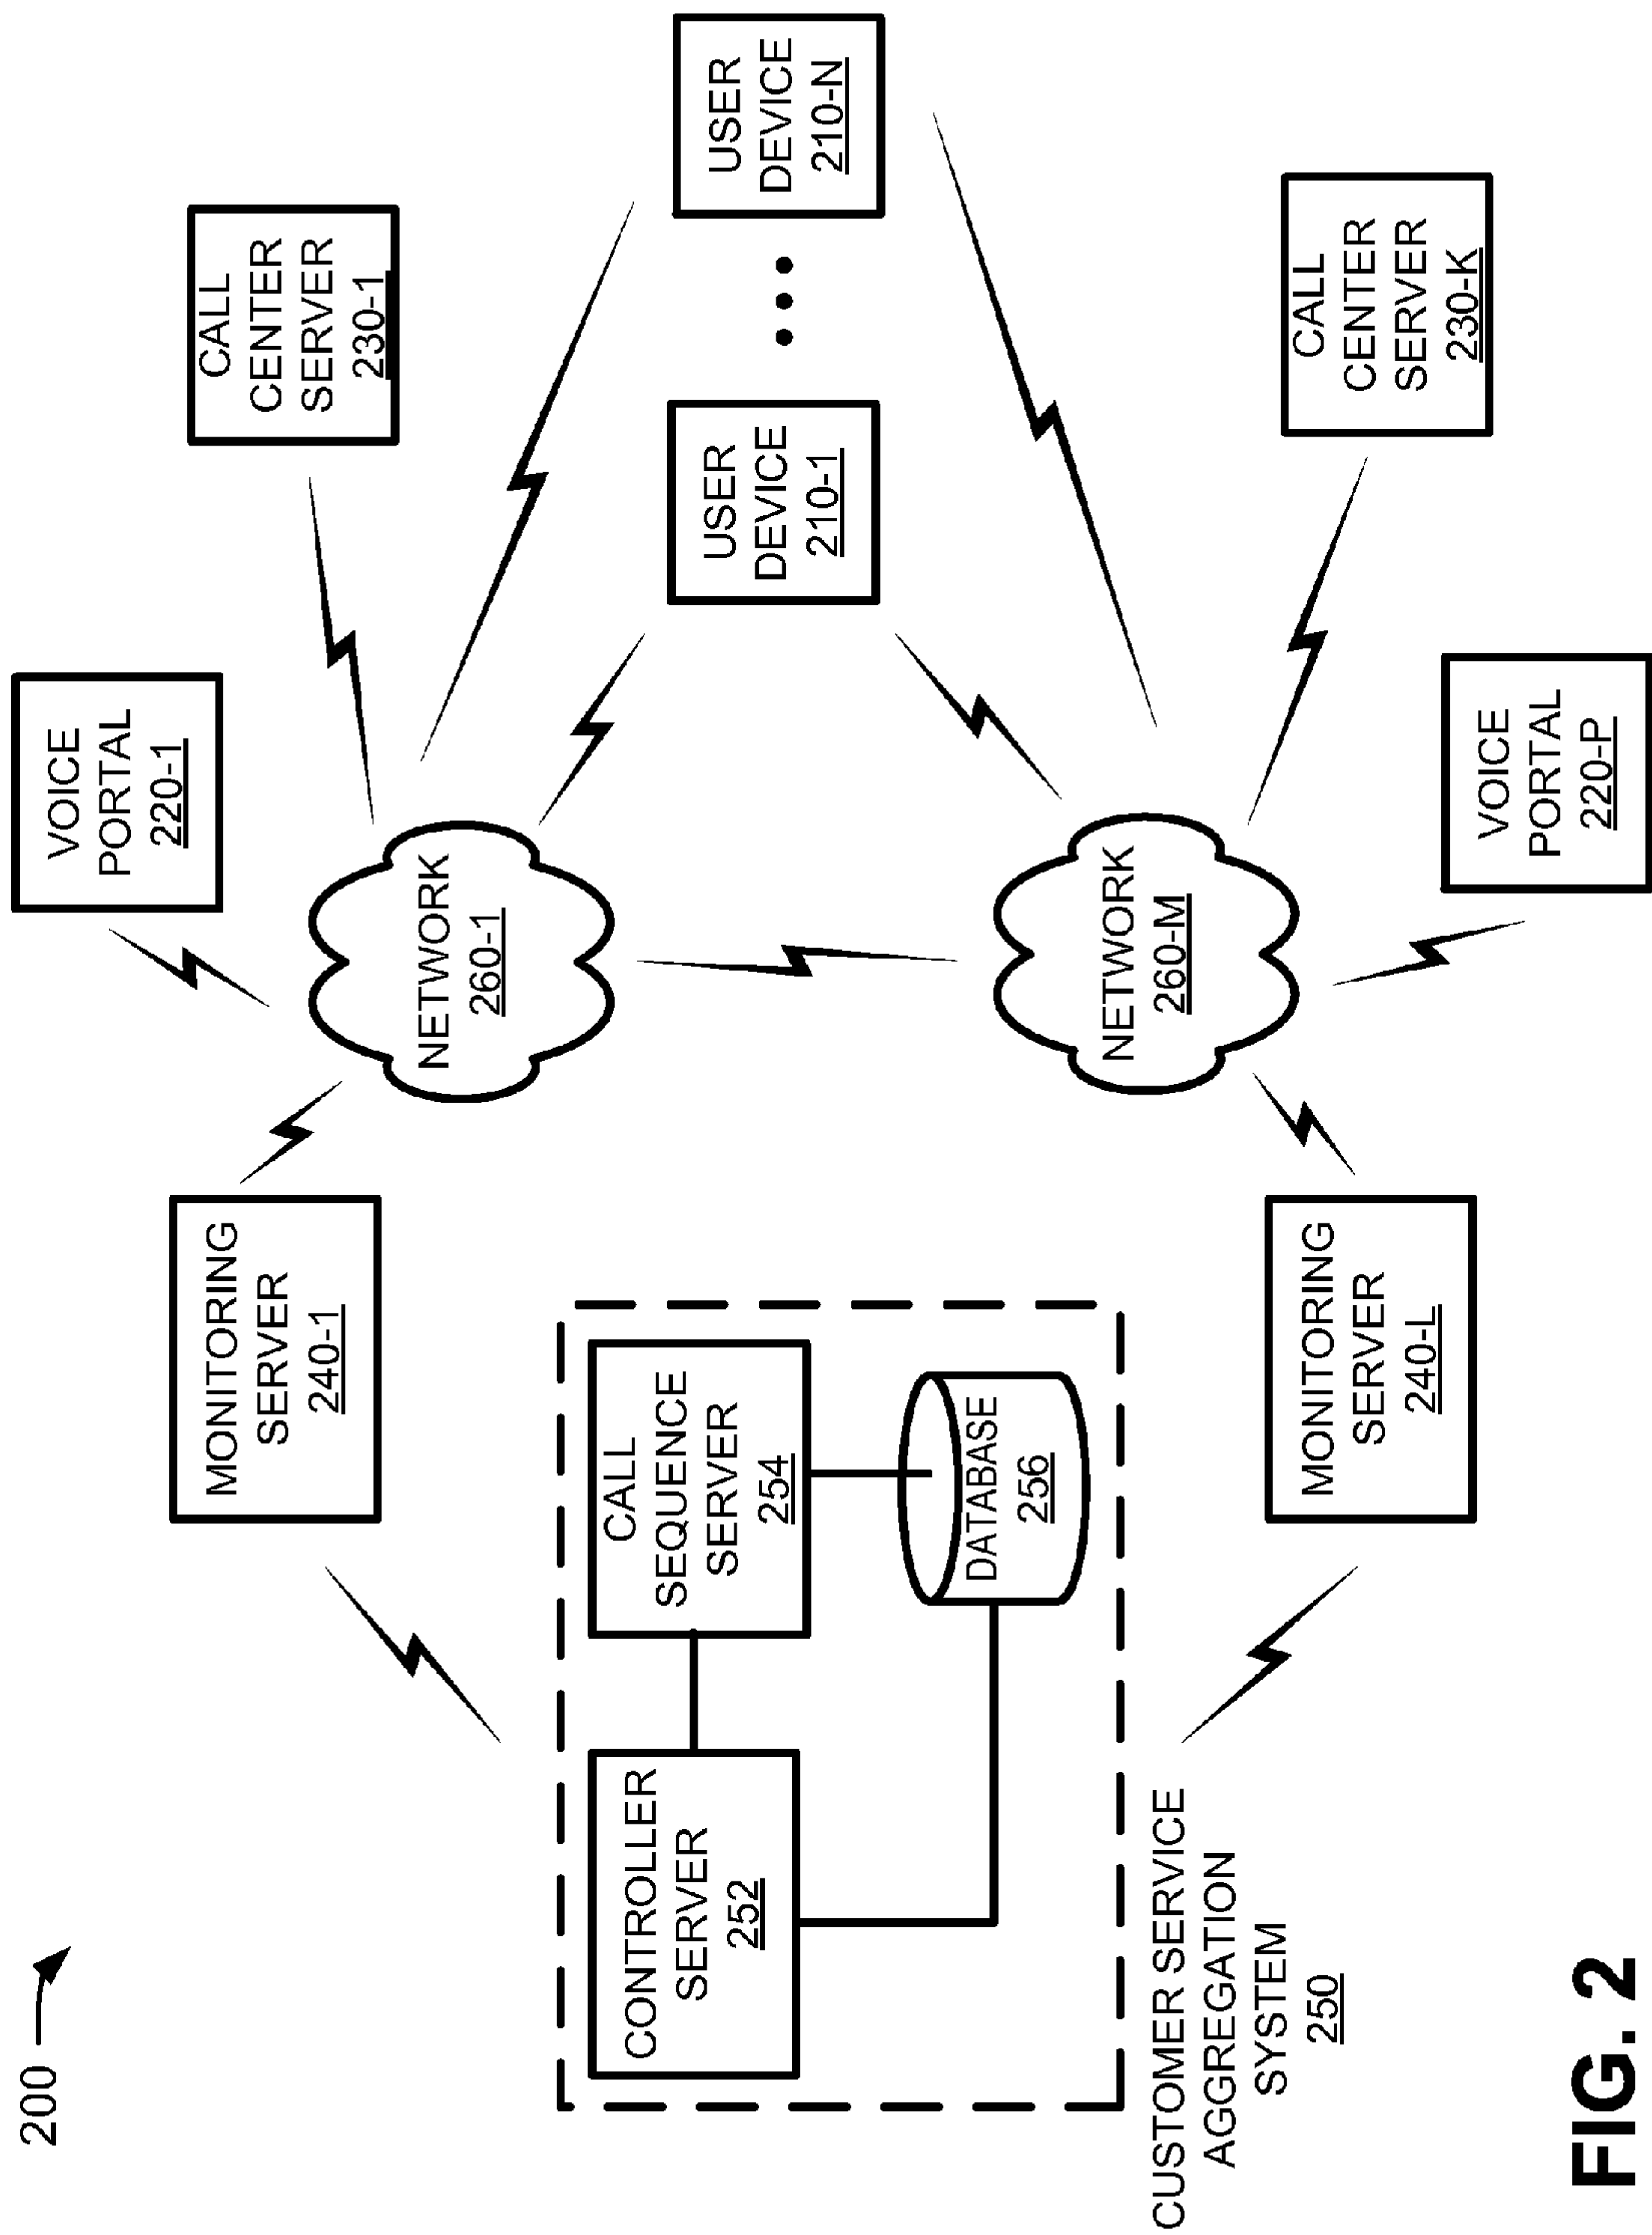 200
VOICE
PORTAL
220-1
CALL
CENTER
SERVER
230-1
MONITORING
SERVER
240-1
NETWORK
260-1
USER
DEVICE
210-1
USER
DEVICE
210-N
CONTROLLER
SERVER
252
CALL
SEQUENCE
SERVER
254
DATABASE
256
CUSTOMER SERVICE
AGGREGATION
SYSTEM
250
NETWORK
260-M
MONITORING
SERVER
240-L
CALL
CENTER
SERVER
230-K
VOICE
PORTAL
220-P
FIG. 2